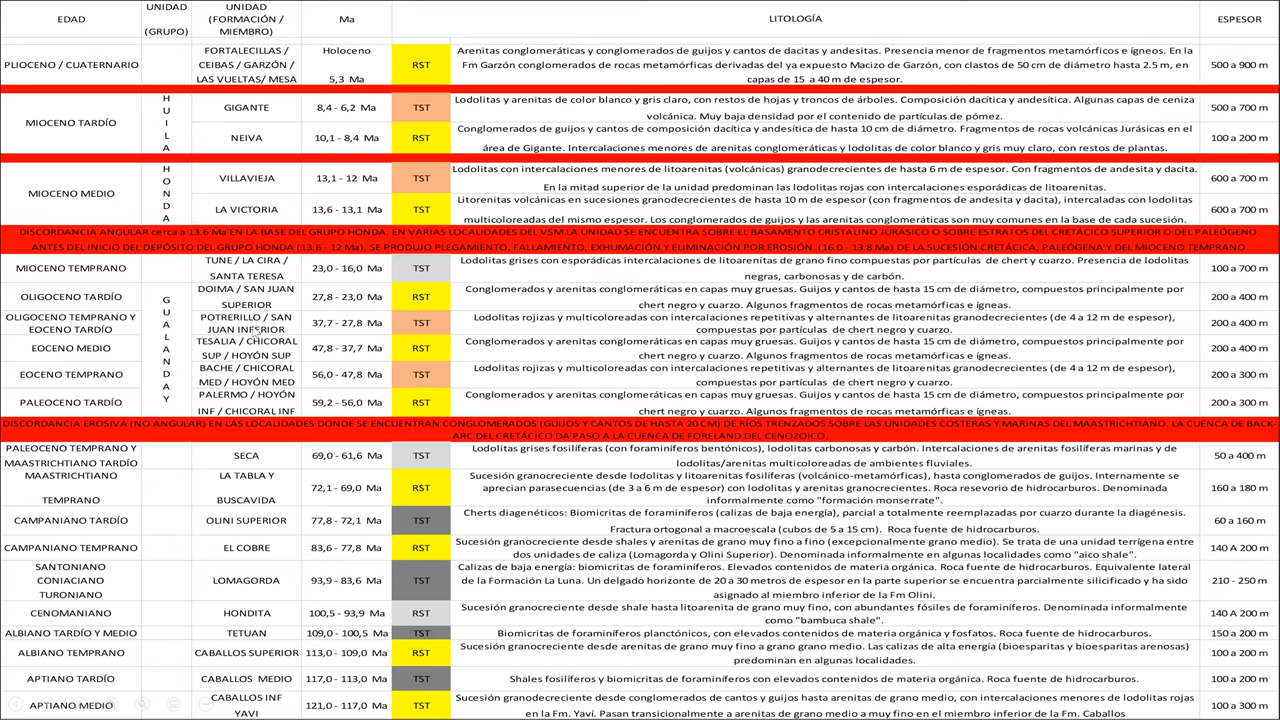 EDAD
UNIDAD
(GRUPO)
UNIDAD
(FORMACIÓN /
MIEMBRO)
Ma
LITOLOGÍA
ESPESOR
PLIOCENO / CUATERNARIO
FORTALECILLAS /
CEIBAS / GARZÓN /
LAS VUELTAS/ MESA
Holoceno
5,3 Ma
RST
Arenitas conglomeráticas y conglomerados de guijos y cantos de dacitas y andesitas. Presencia menor de fragmentos metamórficos e ígneos. En la
Fm Garzón conglomerados de rocas metamórficas derivadas del ya expuesto Macizo de Garzón, con clastos de 50 cm de diámetro hasta 2.5 m, en
capas de 15 a 40 m de espesor.
500 a 900 m
MIOCENO TARDÍO
HUILA
GIGANTE
8,4 - 6,2 Ma
TST
Lodolitas y arenitas de color blanco y gris claro, con restos de hojas y troncos de árboles. Composición dacítica y andesítica. Algunas capas de ceniza
volcánica. Muy baja densidad por el contenido de partículas de pómez.
500 a 700 m
NEIVA
10,1 - 8,4 Ma
RST
Conglomerados de guijos y cantos de composición dacítica y andesítica de hasta 10 cm de diámetro. Fragmentos de rocas volcánicas Jurásicas en el
área de Gigante. Intercalaciones menores de arenitas conglomeráticas y lodolitas de color blanco y gris muy claro, con restos de plantas.
100 a 200 m
MIOCENO MEDIO
HONDA
VILLAVIEJA
13,1 - 12 Ma
TST
Lodolitas con intercalaciones menores de litoarenitas (volcánicas) granodecrecientes de hasta 6 m de espesor. Con fragmentos de andesita y dacita.
En la mitad superior de la unidad predominan las lodolitas rojas con intercalaciones esporádicas de litoarenitas.
600 a 700 m
LA VICTORIA
13,6 - 13,1 Ma
TST
Litorenitas volcánicas en sucesiones granodecrecientes de hasta 10 m de espesor (con fragmentos de andesita y dacita), intercaladas con lodolitas
multicoloreadas del mismo espesor. Los conglomerados de guijos y las arenitas conglomeráticas son muy comunes en la base de cada sucesión.
600 a 700 m
DISCORDANCIA ANGULAR cerca a 13.6 Ma EN LA BASE DEL GRUPO HONDA. EN VARIAS LOCALIDADES DEL VSM LA UNIDAD SE ENCUENTRA SOBRE EL BASAMENTO CRISTALINO JURÁSICO O SOBRE ESTRATOS DEL CRETÁCICO SUPERIOR O DEL PALEÓGENO.
ANTES DEL INICIO DEL DEPÓSITO DEL GRUPO HONDA (13.6 - 12 Ma), SE PRODUJO PLEGAMIENTO, FALLAMIENTO, EXHUMACIÓN Y ELIMINACIÓN POR EROSIÓN (16.0 - 13.8 Ma) DE LA SUCESIÓN CRETÁCICA, PALEÓGENA Y DEL MIOCENO TEMPRANO.
MIOCENO TEMPRANO
TUNE / LA CIRA /
SANTA TERESA
23,0 - 16,0 Ma
TST
Lodolitas grises con esporádicas intercalaciones de litoarenitas de grano fino compuestas por partículas de chert y cuarzo. Presencia de lodolitas
negras, carbonosas y de carbón.
100 a 700 m
GUALANDAY
OLIGOCENO TARDÍO
DOIMA / SAN JUAN
SUPERIOR
27,8 - 23,0 Ma
RST
Conglomerados y arenitas conglomeráticas en capas muy gruesas. Guijos y cantos de hasta 15 cm de diámetro, compuestos principalmente por
chert negro y cuarzo. Algunos fragmentos de rocas metamórficas e ígneas.
200 a 400 m
OLIGOCENO TEMPRANO Y
EOCENO TARDÍO
POTRERILLO / SAN
JUAN INFERIOR
37,7 - 27,8 Ma
TST
Lodolitas rojizas y multicoloreadas con intercalaciones repetitivas y alternantes de litoarenitas granodecrecientes (de 4 a 12 m de espesor),
compuestas por partículas de chert negro y cuarzo.
200 a 400 m
EOCENO MEDIO
TESALIA / CHICORAL
SUP / HOYÓN SUP
47,8 - 37,7 Ma
RST
Conglomerados y arenitas conglomeráticas en capas muy gruesas. Guijos y cantos de hasta 15 cm de diámetro, compuestos principalmente por
chert negro y cuarzo. Algunos fragmentos de rocas metamórficas e ígneas.
200 a 400 m
EOCENO TEMPRANO
BACHE / CHICORAL
MED / HOYÓN MED
56,0 - 47,8 Ma
TST
Lodolitas rojizas y multicoloreadas con intercalaciones repetitivas y alternantes de litoarenitas granodecrecientes (de 4 a 12 m de espesor),
compuestas por partículas de chert negro y cuarzo.
200 a 300 m
PALEOCENO TARDÍO
PALERMO / HOYÓN
INF / CHICORAL INF
59,2 - 56,0 Ma
RST
Conglomerados y arenitas conglomeráticas en capas muy gruesas. Guijos y cantos de hasta 15 cm de diámetro, compuestos principalmente por
chert negro y cuarzo. Algunos fragmentos de rocas metamórficas e ígneas.
200 a 300 m
DISCORDANCIA EROSIVA (NO ANGULAR) EN LAS LOCALIDADES DONDE SE ENCUENTRAN CONGLOMERADOS (GUIJOS Y CANTOS DE HASTA 20 CM) DE RÍOS TRENZADOS SOBRE LAS UNIDADES COSTERAS Y MARINAS DEL MAASTRICHTIANO. LA CUENCA DE BACK-
ARC DEL CRETÁCICO DA PASO A LA CUENCA DE FORELAND DEL CENOZOICO.
PALEOCENO TEMPRANO Y
MAASTRICHTIANO TARDÍO
SECA
69,0 - 61,6 Ma
TST
Lodolitas grises fosilíferas (con foraminíferos bentónicos), lodolitas carbonosas y carbón. Intercalaciones de arenitas fosilíferas marinas y de
lodolitas/arenitas multicoloreadas de ambientes fluviales.
50 a 400 m
MAASTRICHTIANO
TEMPRANO
LA TABLA Y
BUSCAVIDA
72,1 - 69,0 Ma
RST
Sucesión granocreciente desde lodolitas y litoarenitas fosilíferas (volcánico-metamórficas), hasta conglomerados de guijos. Internamente se
aprecian parasecuencias (de 3 a 6 m de espesor) con lodolitas y arenitas granocrecientes. Roca resevorio de hidrocarburos. Denominada
informalmente como "formación monserrate".
160 a 180 m
CAMPANIANO TARDÍO
OLINI SUPERIOR
77,8 - 72,1 Ma
TST
Cherts diagenéticos: Biomicritas de foraminíferos (calizas de baja energía), parcial a totalmente reemplazadas por cuarzo durante la diagénesis.
Fractura ortogonal a macroescala (cubos de 5 a 15 cm). Roca fuente de hidrocarburos.
60 a 160 m
CAMPANIANO TEMPRANO
EL COBRE
83,6 - 77,8 Ma
RST
Sucesión granocreciente desde shales y arenitas de grano muy fino a fino (excepcionalmente grano medio). Se trata de una unidad terrígena entre
dos unidades de caliza (Lomagorda y Olini Superior). Denominada informalmente en algunas localidades como "aico shale".
140 A 200 m
SANTONIANO
CONIACIANO
TURONIANO
LOMAGORDA
93,9 - 83,6 Ma
TST
Calizas de baja energía: biomicritas de foraminíferos. Elevados contenidos de materia orgánica. Roca fuente de hidrocarburos. Equivalente lateral
de la Formación La Luna. Un delgado horizonte de 20 a 30 metros de espesor en la parte superior se encuentra parcialmente silicificado y ha sido
asignado al miembro inferior de la Fm Olini.
210 - 250 m
CENOMANIANO
HONDITA
100,5 - 93,9 Ma
RST
Sucesión granocreciente desde shale hasta litoarenita de grano muy fino, con abundantes fósiles de foraminíferos. Denominada informalmente
como "bambuca shale".
140 A 200 m
ALBIANO TARDÍO Y MEDIO
TETUAN
109,0 - 100,5 Ma
TST
Biomicritas de foraminíferos planctónicos, con elevados contenidos de materia orgánica y fosfatos. Roca fuente de hidrocarburos.
150 a 200 m
ALBIANO TEMPRANO
CABALLOS SUPERIOR
113,0 - 109,0 Ma
RST
Sucesión granocreciente desde arenitas de grano muy fino a grano grano medio. Las calizas de alta energía (bioesparitas y bioesparitas arenosas)
predominan en algunas localidades.
100 a 200 m
APTIANO TARDÍO
CABALLOS MEDIO
117,0 - 113,0 Ma
TST
Shales fosilíferos y biomicritas de foraminíferos con elevados contenidos de materia orgánica. Roca fuente de hidrocarburos.
100 a 200 m
APTIANO MEDIO
CABALLOS INF
YAVI
121,0 - 117,0 Ma
TST
Sucesión granodecreciente desde conglomerados de cantos y guijos hasta arenitas de grano medio, con intercalaciones menores de lodolitas rojas
en la Fm. Yaví. Pasan transicionalmente a arenitas de grano medio a muy fino en el miembro inferior de la Fm. Caballos
100 a 300 m